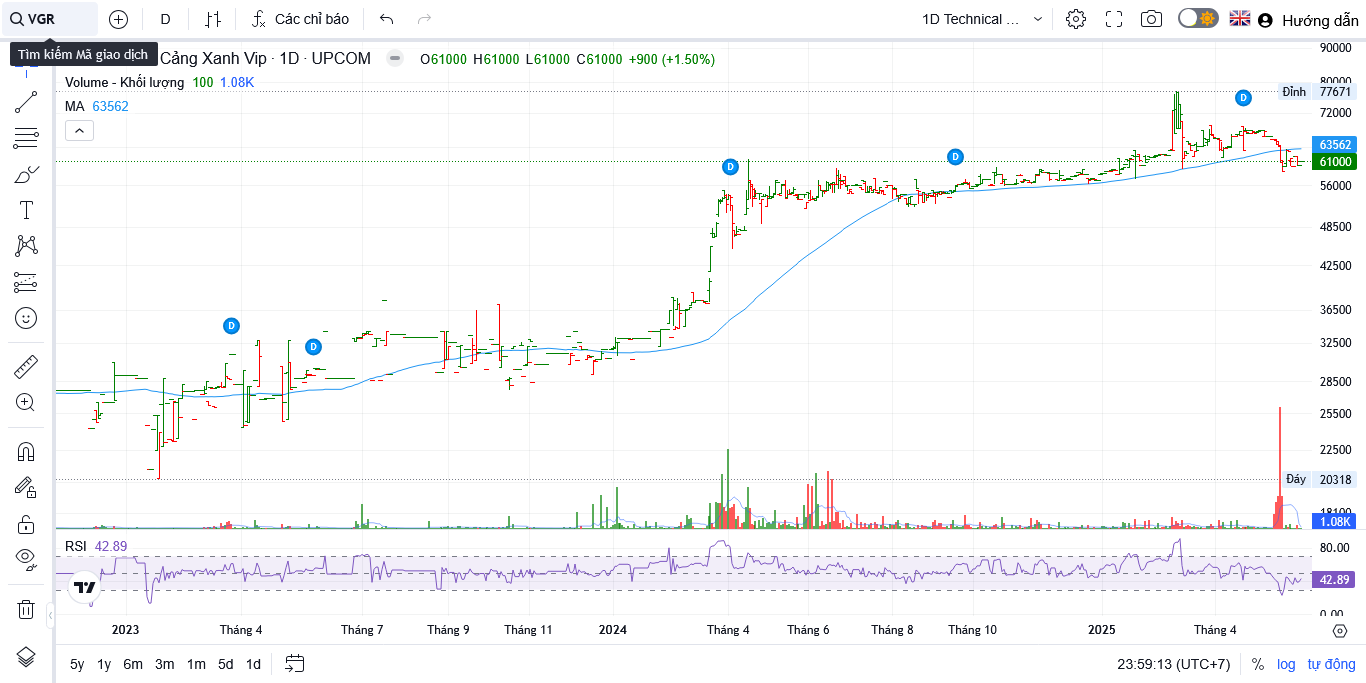 VGR
D
Các chỉ báo
1D Technical ...
Hướng dẫn
Tìm kiếm Mã giao dịch
Cảng Xanh Vip · 1D · UPCOM
O61000 H61000 L61000 C61000 +900 (+1.50%)
Volume - Khối lượng 100 1.08K
MA 63562
90000
80000
Đỉnh 77671
72000
63562
61000
56000
48500
42500
36500
32500
28500
25500
22500
Đáy 20318
18100
1.08K
D
D
D
D
D
RSI 42.89
80.00
42.89
0.00
2023
Tháng 4
Tháng 7
Tháng 9
Tháng 11
2024
Tháng 4
Tháng 6
Tháng 8
Tháng 10
2025
Tháng 4
5y 1y 6m 3m 1m 5d 1d
23:59:13 (UTC+7)
% log tự động